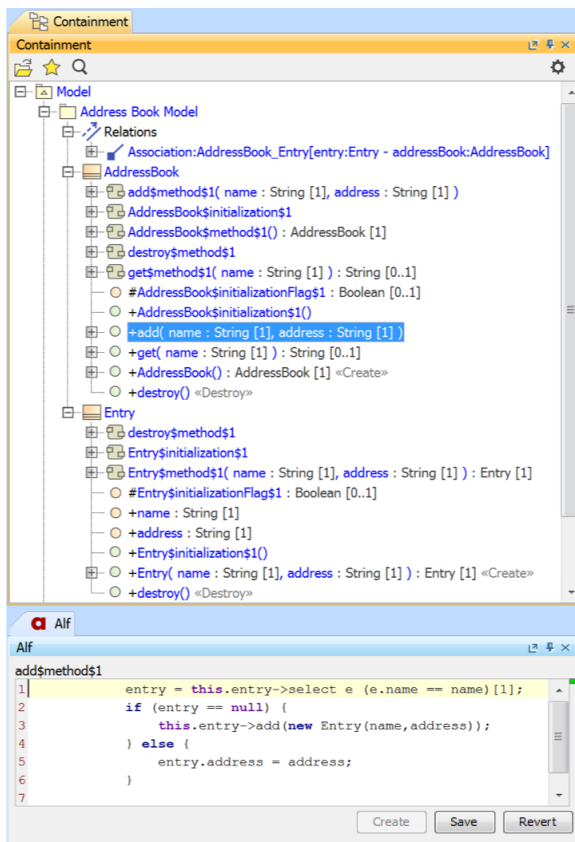 Containment
Containment
Model
Address Book Model
Relations
Association:AddressBook_Entry[entry:Entry - addressBook:AddressBook]
AddressBook
add$method$1( name : String [1], address : String [1] )
AddressBook$initialization$1
AddressBook$method$1() : AddressBook [1]
destroy$method$1
get$method$1( name : String [1] ) : String [0..1]
#AddressBook$initializationFlag$1 : Boolean [0..1]
+AddressBook$initialization$1()
+add( name : String [1], address : String [1] )
+get( name : String [1] ) : String [0..1]
+AddressBook() : AddressBook [1] «Create»
+destroy() «Destroy»
Entry
destroy$method$1
Entry$initialization$1
Entry$method$1( name : String [1], address : String [1] ) : Entry [1]
#Entry$initializationFlag$1 : Boolean [0..1]
+name : String [1]
+address : String [1]
+Entry$initialization$1()
+Entry( name : String [1], address : String [1] ) : Entry [1] «Create»
+destroy() «Destroy»
a Alf
Alf
add$method$1
1 entry = this.entry->select e (e.name == name)[1];
2 if (entry == null) {
3 this.entry->add(new Entry(name,address));
4 } else {
5 entry.address = address;
6 }
7
Create Save Revert